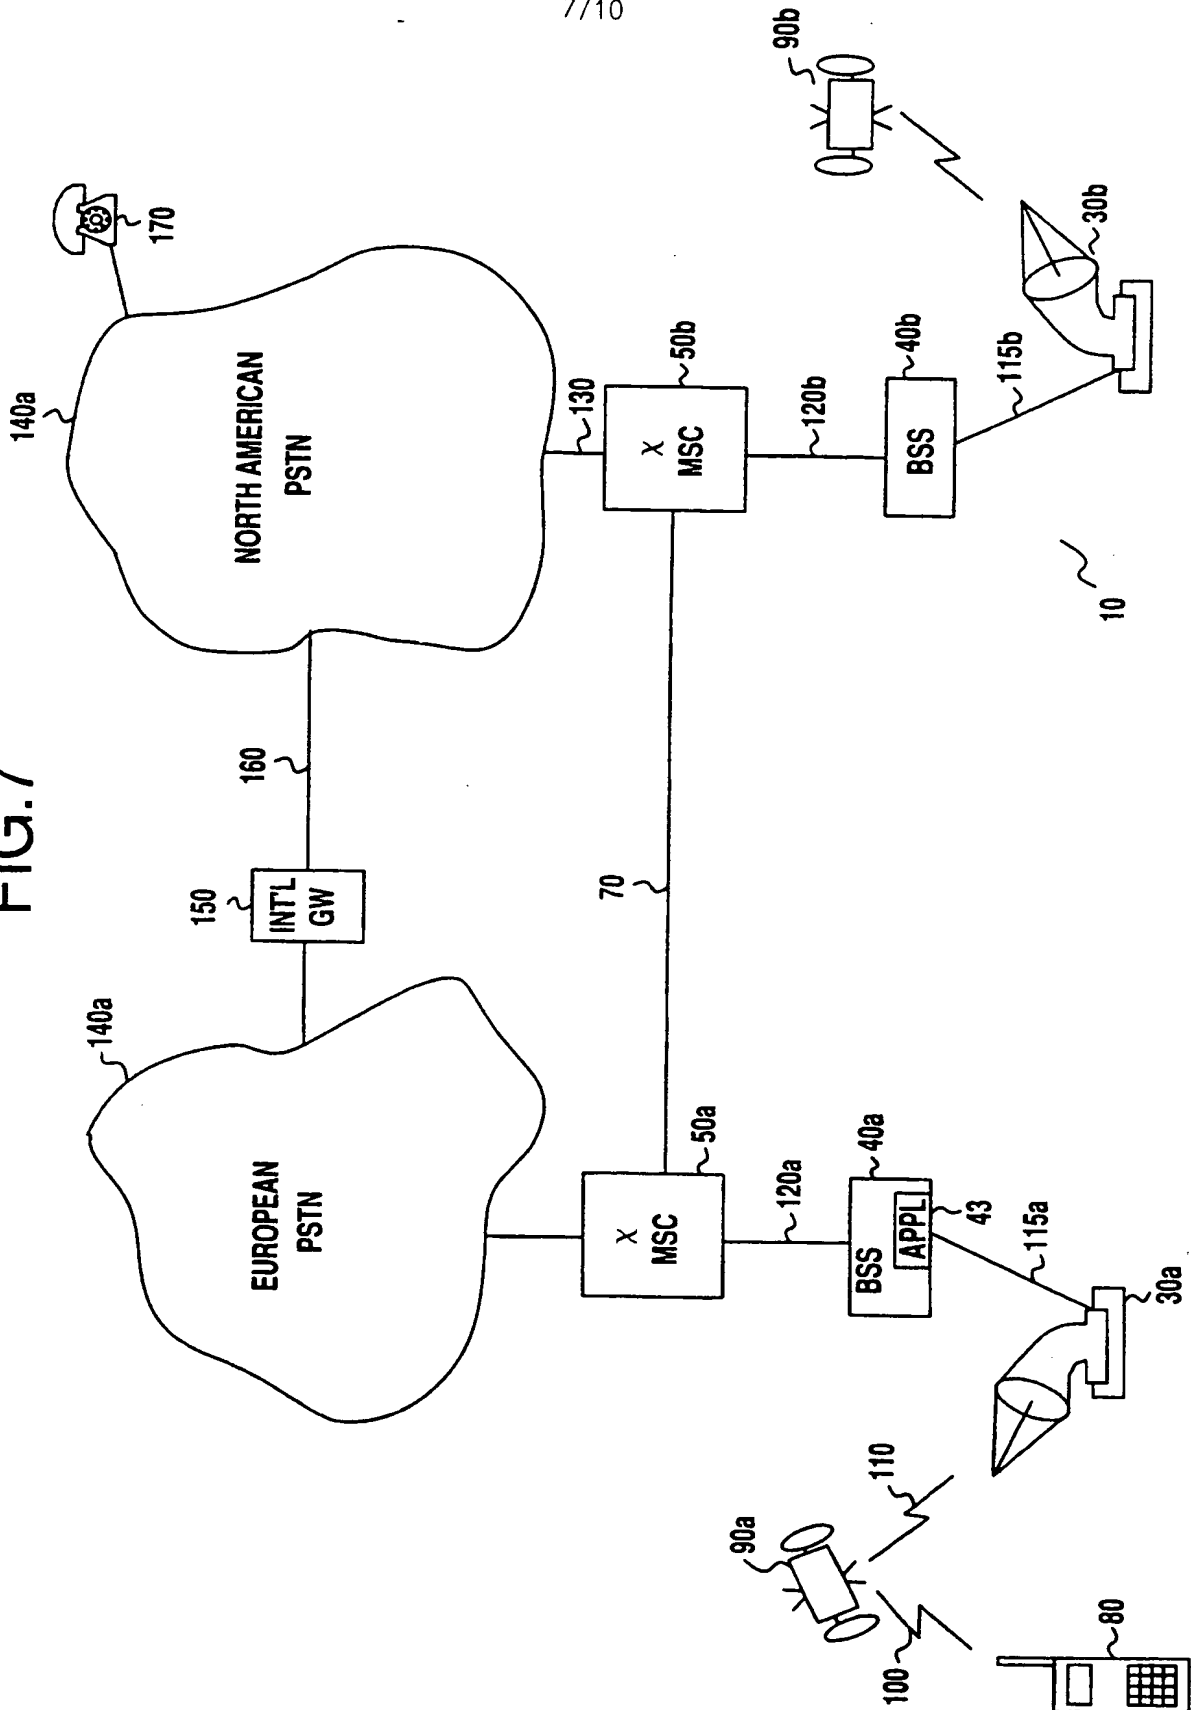 7/10
FIG.7
140a
EUROPEAN
PSTN
150
INT'L
GW
160
140a
NORTH AMERICAN
PSTN
170
χ
MSC
50a
70
χ
MSC
50b
130
120a
120b
BSS
APPL
40a
43
BSS
40b
115a
115b
30a
30b
90a
90b
110
100
80
10